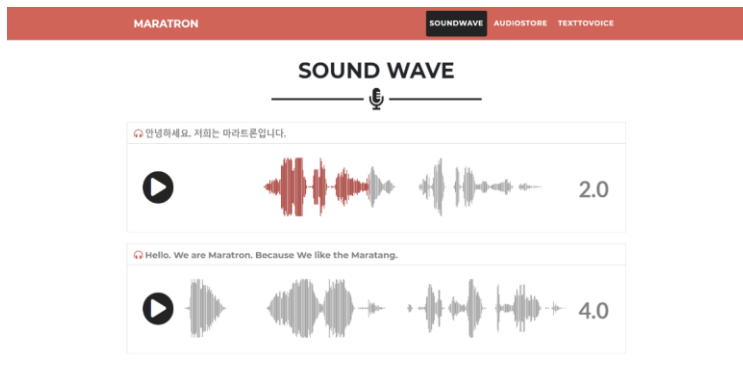 MARATRON
SOUNDWAVE AUDIOSTORE TEXTTOVOICE
SOUND WAVE
안녕하세요. 저희는 마라트론입니다.
2.0
Hello. We are Maratron. Because We like the Maratang.
4.0